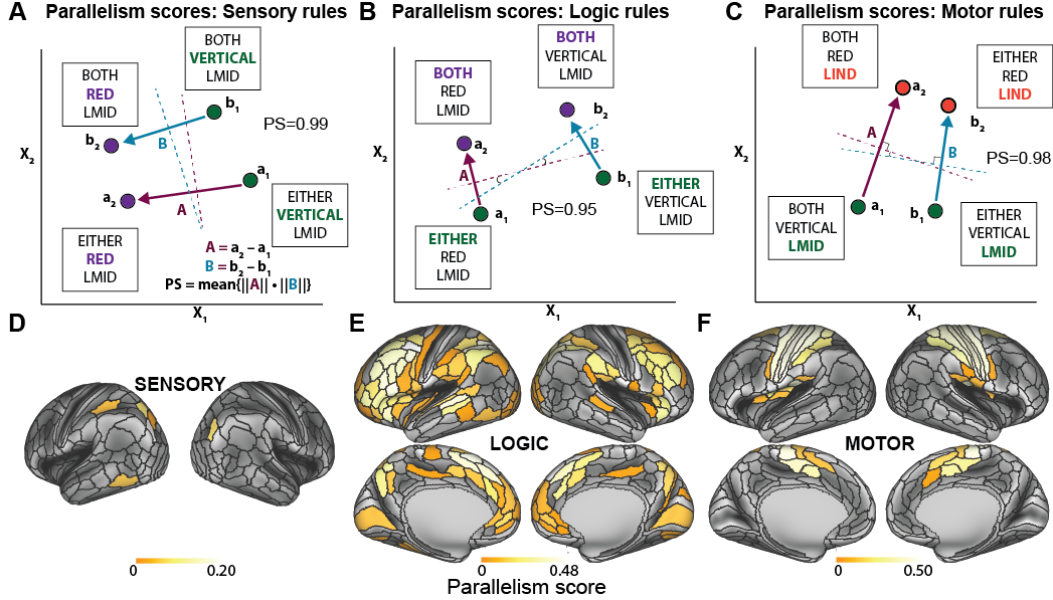 A Parallelism scores: Sensory rules
BOTH
VERTICAL
LMID
BOTH
RED
LMID
b1
b2
B
PS=0.99
X2
a1
a2
A
EITHER
VERTICAL
LMID
EITHER
RED
LMID
A = a2 – a1
B = b2 – b1
PS = mean{||A|| • ||B||}
X1
B Parallelism scores: Logic rules
BOTH
VERTICAL
LMID
BOTH
RED
LMID
b2
a2
B
A
X2
b1
a1
PS=0.95
EITHER
VERTICAL
LMID
EITHER
RED
LMID
X1
C Parallelism scores: Motor rules
BOTH
RED
LIND
EITHER
RED
LIND
a2
b2
A
B
X2
PS=0.98
a1
b1
BOTH
VERTICAL
LMID
EITHER
VERTICAL
LMID
X1
D
SENSORY
0 0.20
E
LOGIC
0 0.48
Parallelism score
F
MOTOR
0 0.50